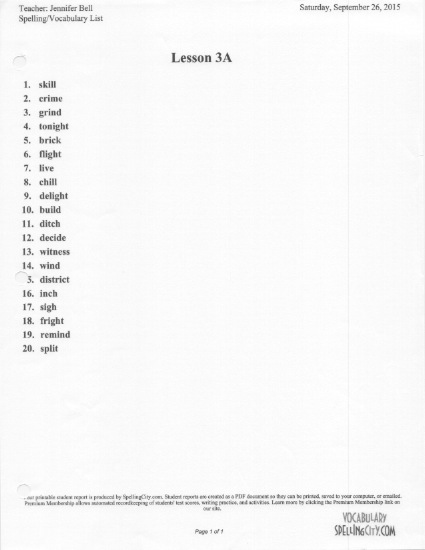 Teacher: Jennifer Bell
Saturday, September 26, 2015
Spelling/Vocabulary List
Lesson 3A
1. skill
2. crime
3. grind
4. tonight
5. brick
6. flight
7. live
8. chill
9. delight
10. build
11. ditch
12. decide
13. witness
14. wind
5. district
16. inch
17. sigh
18. fright
19. remind
20. split
our printable student report is produced by SpellingCity.com. Student reports are created as a PDF document so they can be printed, saved to your computer, or emailed.
Premium Membership allows automated recordkeeping of students' test scores, writing practice, and activities. Learn more by clicking the Premium Membership link on
our site.
Page 1 of 1
VOCABULARY
SPELLINGCITY.COM